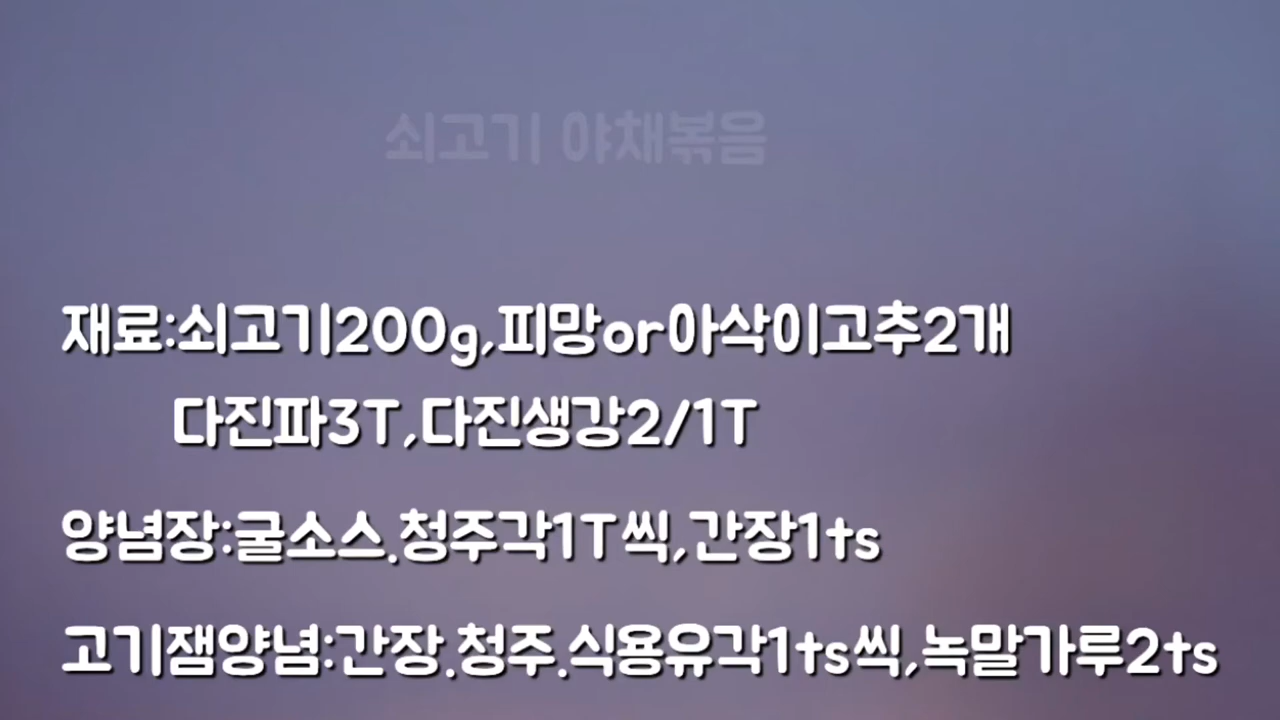 쇠고기 야채볶음
재료:쇠고기200g,피망or아삭이고추2개
다진파3T,다진생강2/1T
양념장:굴소스.청주각1T씩,간장1ts
고기잼양념:간장.청주.식용유각1ts씩,녹말가루2ts